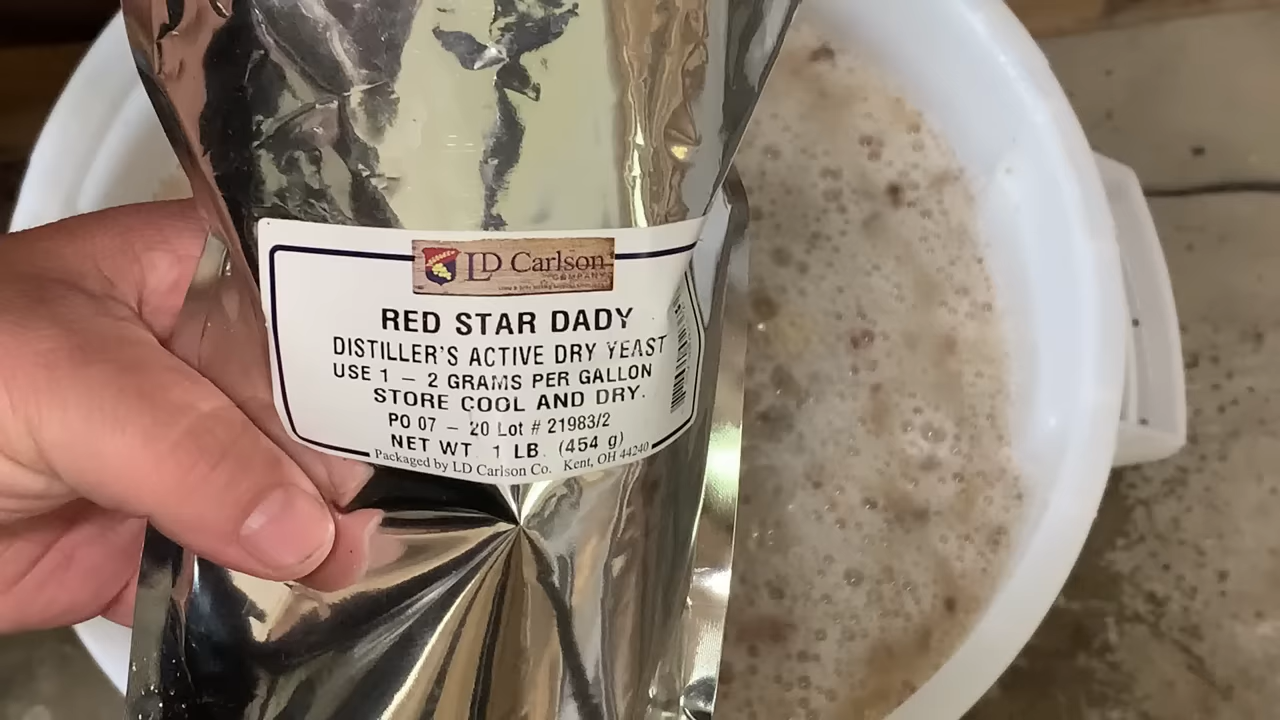 LD Carlson
COMPANY
RED STAR DADY
DISTILLER'S ACTIVE DRY YEAST
USE 1 – 2 GRAMS PER GALLON
STORE COOL AND DRY.
PO 07 – 20 Lot # 21983/2
NET WT. 1 LB. (454 g)
Packaged by LD Carlson Co. Kent, OH 44240